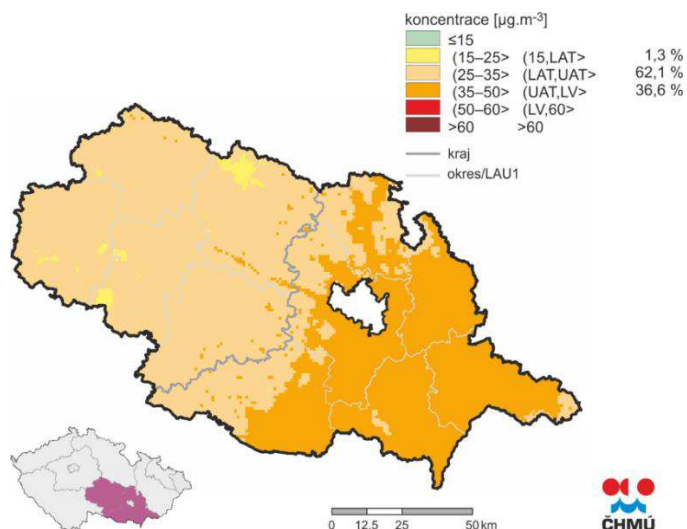 koncentrace [µg.m⁻³]
≤15
(15–25> (15,LAT> 1,3 %
(25–35> (LAT,UAT> 62,1 %
(35–50> (UAT,LV> 36,6 %
(50–60> (LV,60>
>60 >60
kraj
okres/LAU1
0 12.5 25 50 km
ČHMÚ